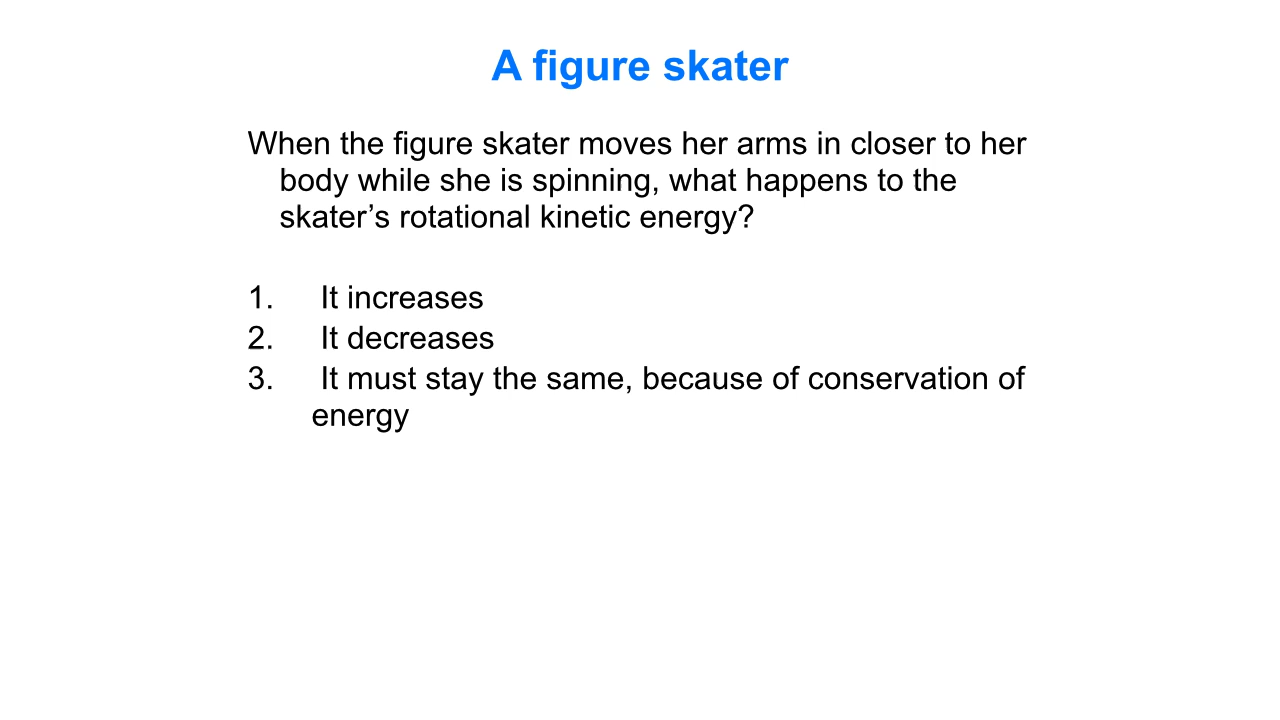 A figure skater
When the figure skater moves her arms in closer to her
body while she is spinning, what happens to the
skater’s rotational kinetic energy?
1. It increases
2. It decreases
3. It must stay the same, because of conservation of
energy